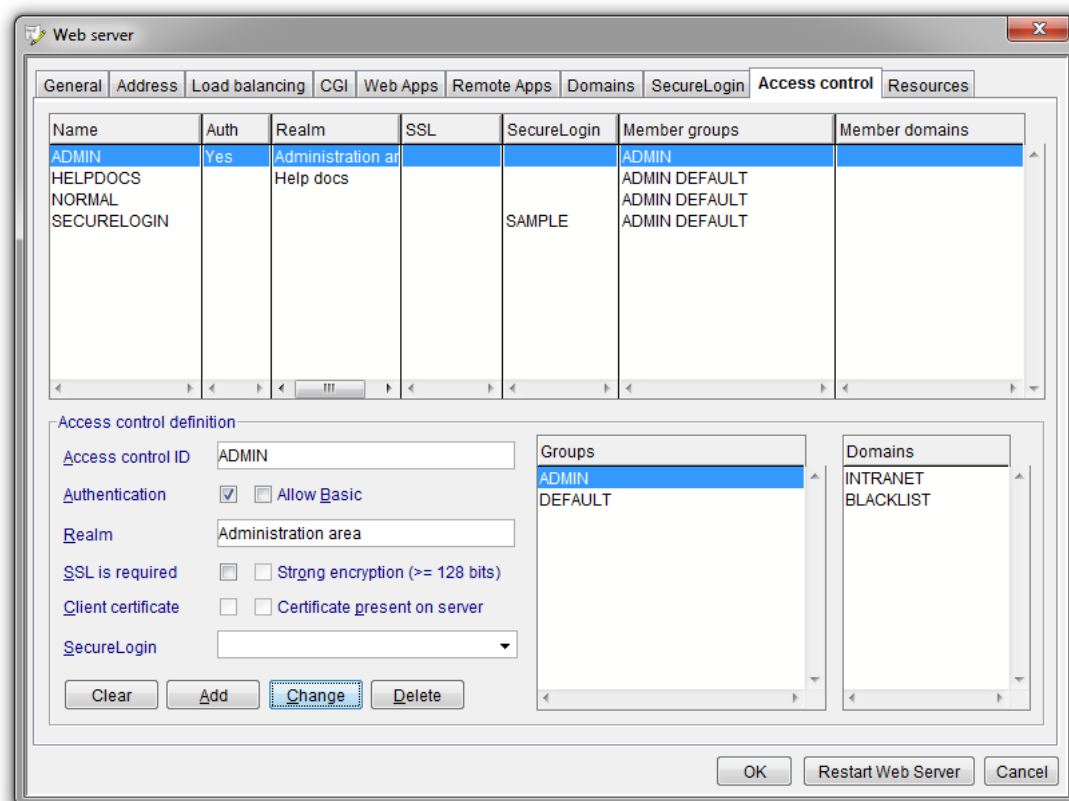 Web server
General Address Load balancing CGI Web Apps Remote Apps Domains SecureLogin Access control Resources
Name Auth Realm SSL SecureLogin Member groups Member domains
ADMIN Yes Administration ar ADMIN
HELPDOCS Help docs ADMIN DEFAULT
NORMAL ADMIN DEFAULT
SECURELOGIN SAMPLE ADMIN DEFAULT
Access control definition
Access control ID ADMIN
Authentication Allow Basic
Realm Administration area
SSL is required Strong encryption (>= 128 bits)
Client certificate Certificate present on server
SecureLogin
Clear Add Change Delete
Groups
ADMIN
DEFAULT
Domains
INTRANET
BLACKLIST
OK Restart Web Server Cancel